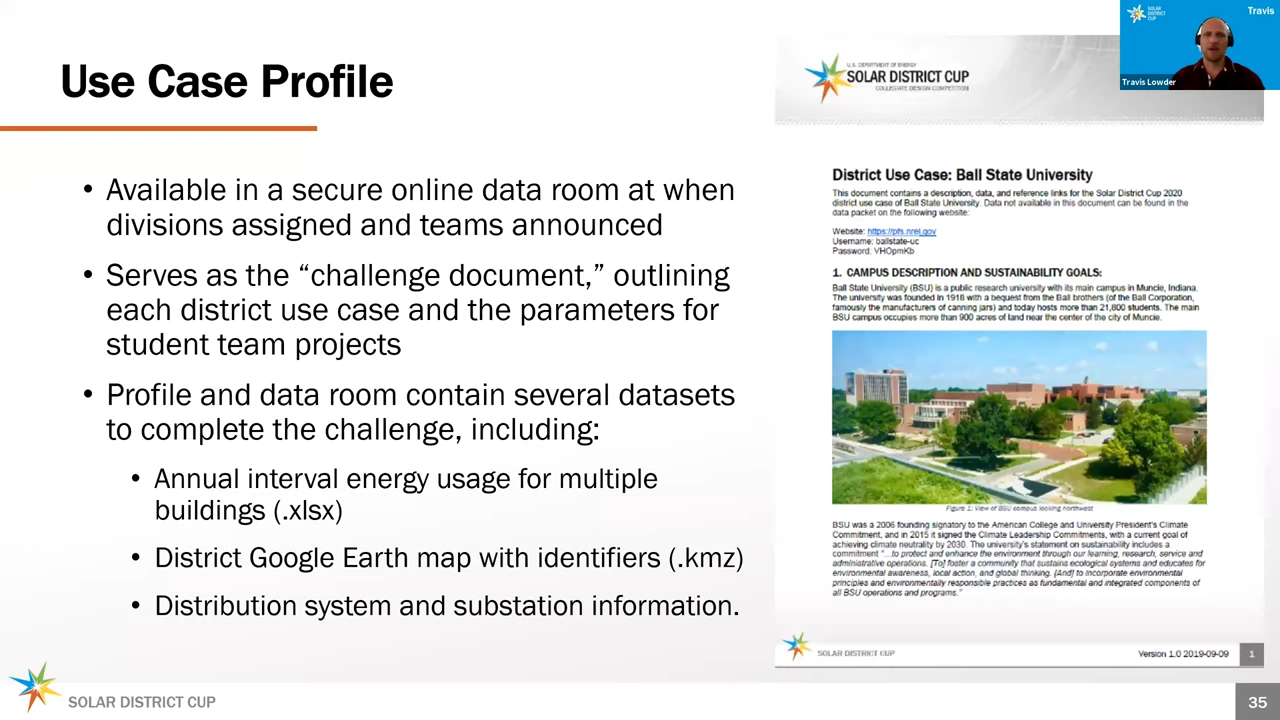 Use Case Profile
• Available in a secure online data room at when
divisions assigned and teams announced
• Serves as the “challenge document,” outlining
each district use case and the parameters for
student team projects
• Profile and data room contain several datasets
to complete the challenge, including:
• Annual interval energy usage for multiple
buildings (.xlsx)
• District Google Earth map with identifiers (.kmz)
• Distribution system and substation information.
U.S. DEPARTMENT OF ENERGY
SOLAR DISTRICT CUP
COLLEGIATE DESIGN COMPETITION
SOLAR
DISTRICT
CUP
Travis
Travis Lowder
District Use Case: Ball State University
This document contains a description, data, and reference links for the Solar District Cup 2020
district use case of Ball State University. Data not available in this document can be found in the
data packet on the following website:
Website: https://pfs.nrel.gov
Username: ballstate-uc
Password: VHOpmKb
1. CAMPUS DESCRIPTION AND SUSTAINABILITY GOALS:
Ball State University (BSU) is a public research university with its main campus in Muncie, Indiana.
The university was founded in 1918 with a bequest from the Ball brothers (of the Ball Corporation,
famously the manufacturers of canning jars) and today hosts more than 21,800 students. The main
BSU campus occupies more than 900 acres of land near the center of the city of Muncie.
Figure 1: View of BSU campus looking northwest
BSU was a 2006 founding signatory to the American College and University President's Climate
Commitment, and in 2015 it signed the Climate Leadership Commitments, with a current goal of
achieving climate neutrality by 2030. The university's statement on sustainability includes a
commitment "...to protect and enhance the environment through our learning, research, service and
administrative operations. [To] foster a community that sustains ecological systems and educates for
environmental awareness, local action, and global thinking. [And] to incorporate environmental
principles and environmentally responsible practices as fundamental and integrated components of
all BSU operations and programs."
SOLAR DISTRICT CUP
Version 1.0 2019-09-09
1
SOLAR DISTRICT CUP
35